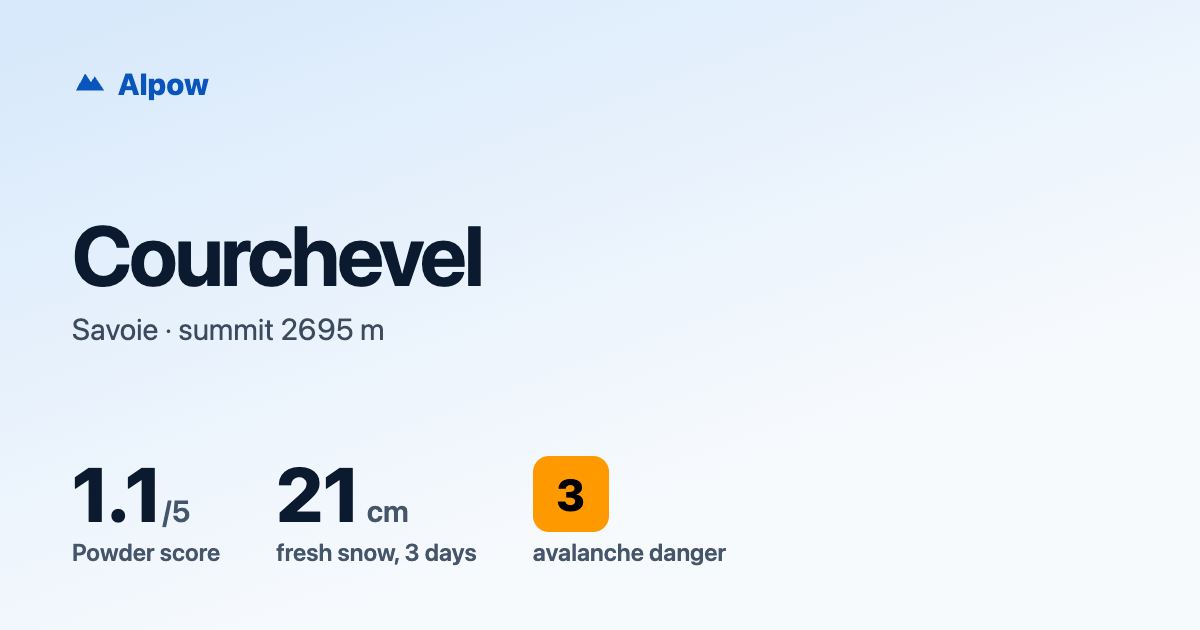 Alpow
Courchevel
Savoie · summit 2695 m
1.1/5
Powder score
21 cm
fresh snow, 3 days
3
avalanche danger